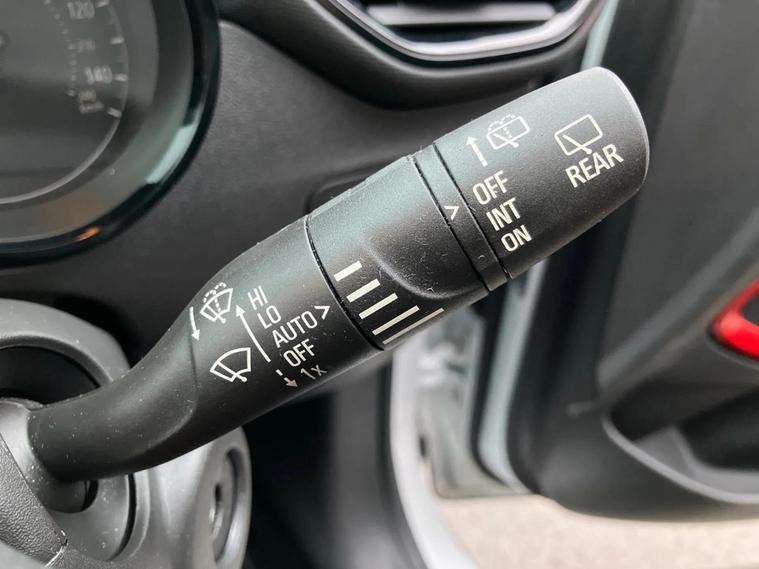 120
140
REAR
OFF
INT
ON
HI
LO
AUTO
OFF
1x